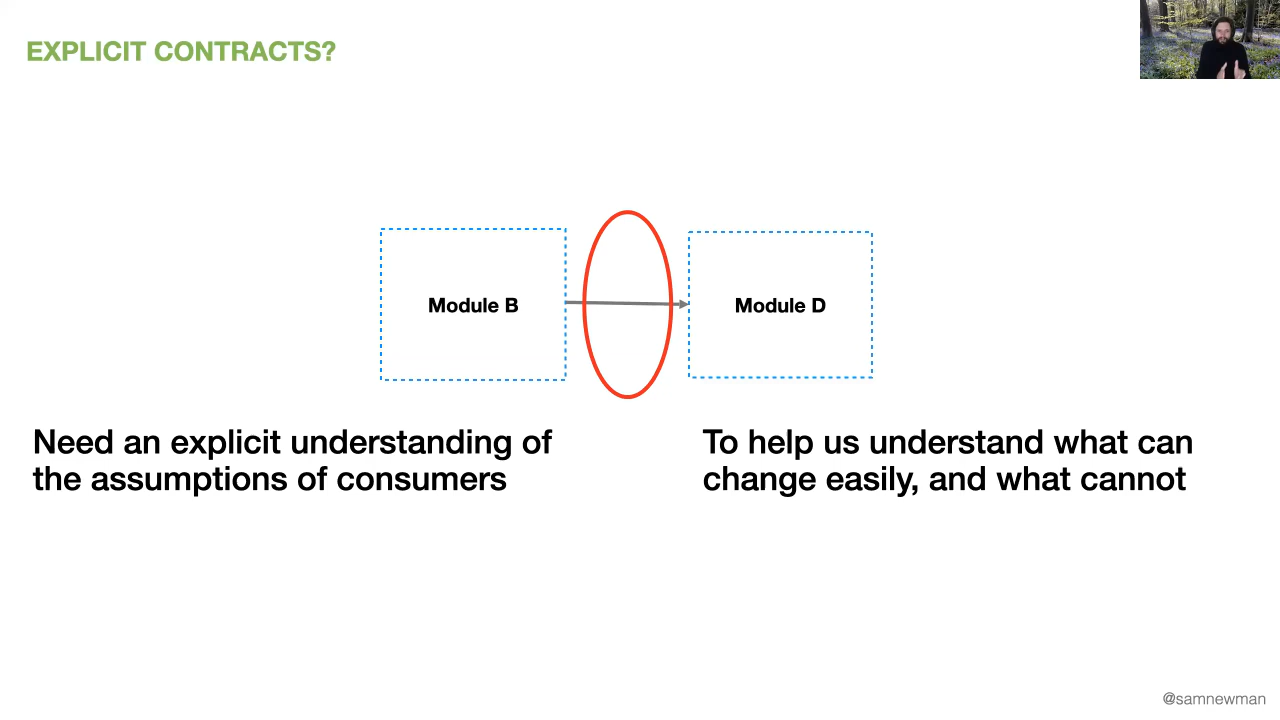 EXPLICIT CONTRACTS?
Module B
Module D
Need an explicit understanding of
the assumptions of consumers
To help us understand what can
change easily, and what cannot
@samnewman